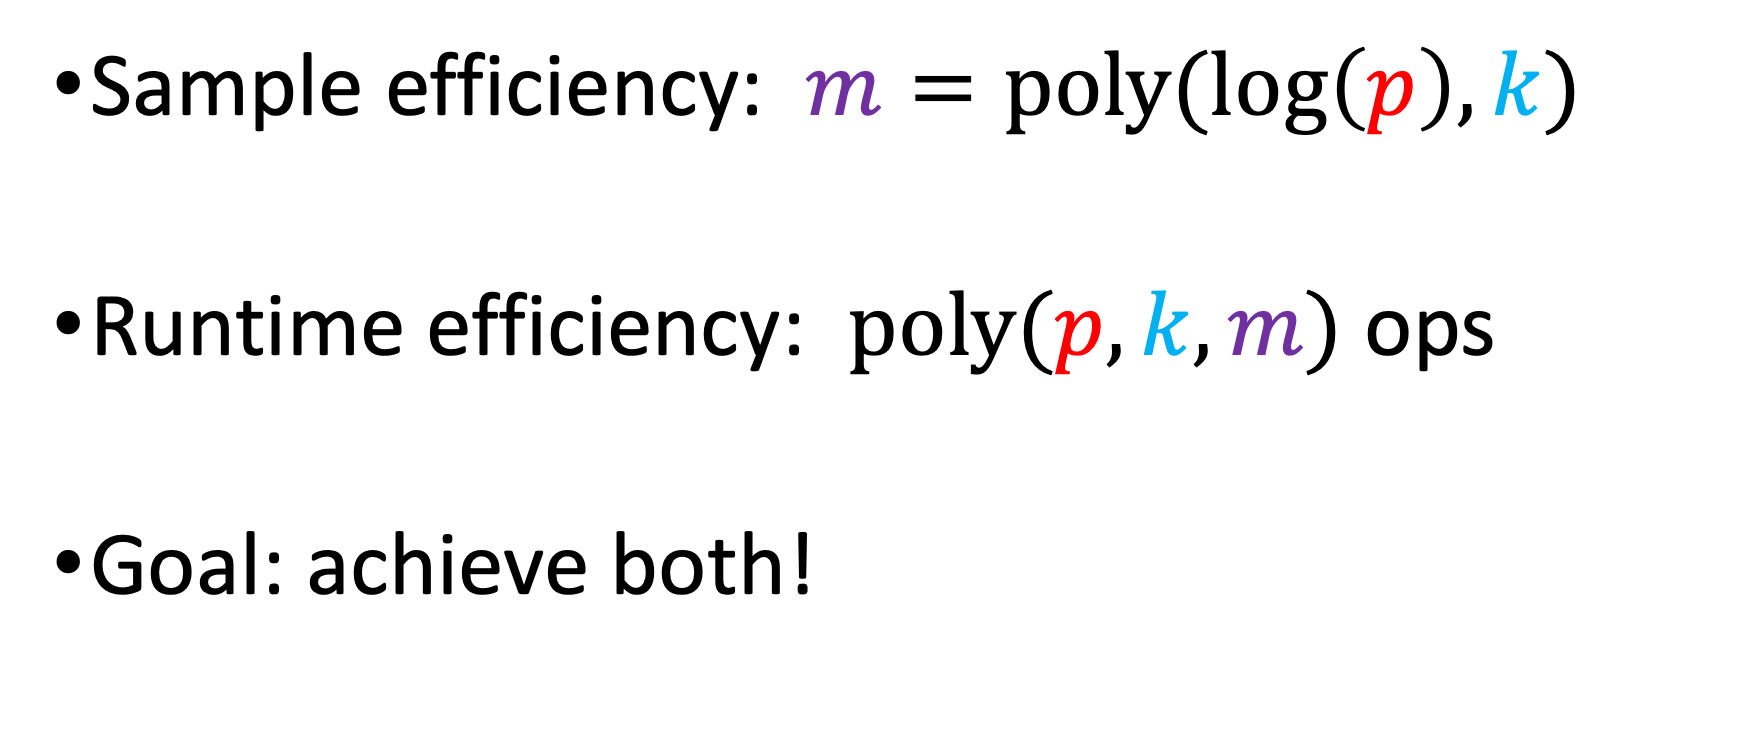 •Sample efficiency: m = poly(log(p), k)
•Runtime efficiency: poly(p, k, m) ops
•Goal: achieve both!